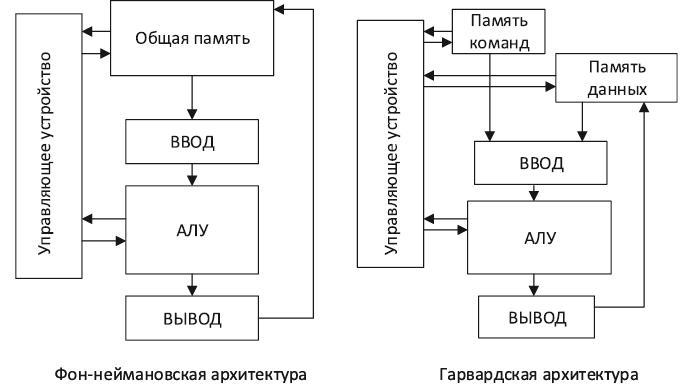 Управляющее устройство
Общая память
ВВОД
АЛУ
ВЫВОД
Фон-неймановская архитектура
Управляющее устройство
Память
команд
Память
данных
ВВОД
АЛУ
ВЫВОД
Гарвардская архитектура